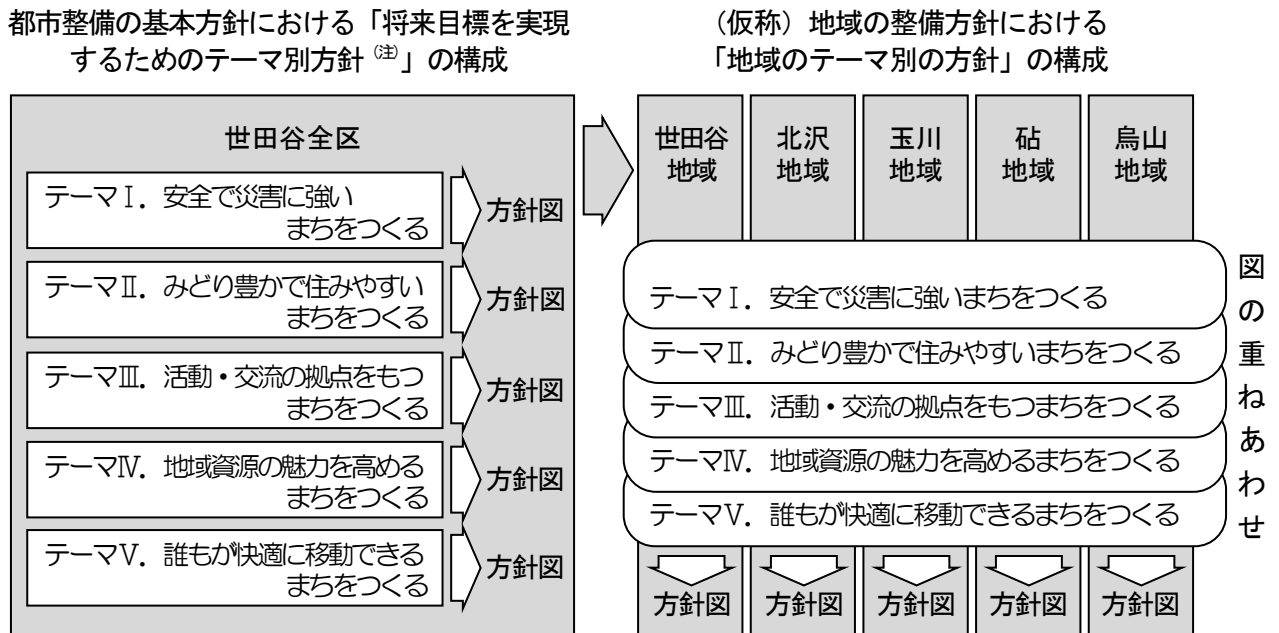 都市整備の基本方針における「将来目標を実現
するためのテーマ別方針(注)」の構成
世田谷全区
テーマⅠ．安全で災害に強い
まちをつくる
方針図
テーマⅡ．みどり豊かで住みやすい
まちをつくる
方針図
テーマⅢ．活動・交流の拠点をもつ
まちをつくる
方針図
テーマⅣ．地域資源の魅力を高める
まちをつくる
方針図
テーマⅤ．誰もが快適に移動できる
まちをつくる
方針図
（仮称）地域の整備方針における
「地域のテーマ別の方針」の構成
世田谷
地域
北沢
地域
玉川
地域
砧
地域
烏山
地域
テーマⅠ．安全で災害に強いまちをつくる
テーマⅡ．みどり豊かで住みやすいまちをつくる
テーマⅢ．活動・交流の拠点をもつまちをつくる
テーマⅣ．地域資源の魅力を高めるまちをつくる
テーマⅤ．誰もが快適に移動できるまちをつくる
図の重ねあわせ
方針図
方針図
方針図
方針図
方針図